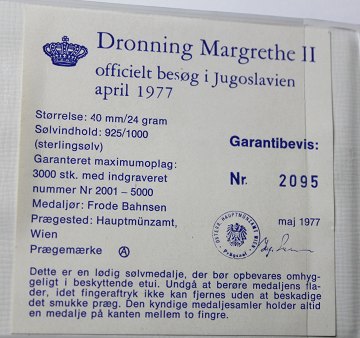 Dronning Margrethe II
officielt besøg i Jugoslavien
april 1977
Størrelse: 40 mm/24 gram
Sølvindhold: 925/1000
(sterlingsølv)
Garanteret maximumoplag:
3000 stk. med indgraveret
nummer Nr 2001 - 5000
Medaljør: Frode Bahnsen
Prægested: Hauptmünzamt,
Wien
Prægemærke A
Garantibevis:
Nr. 2095
maj 1977
Dette er en lødig sølvmedalje, der bør opbevares omhyg-
geligt i beskyttende etui. Undgå at berøre medaljens fla-
der, idet fingeraftryk ikke kan fjernes uden at beskadige
det smukke præg. Den kyndige medaljesamler holder altid
en medalje på kanten mellem to fingre.